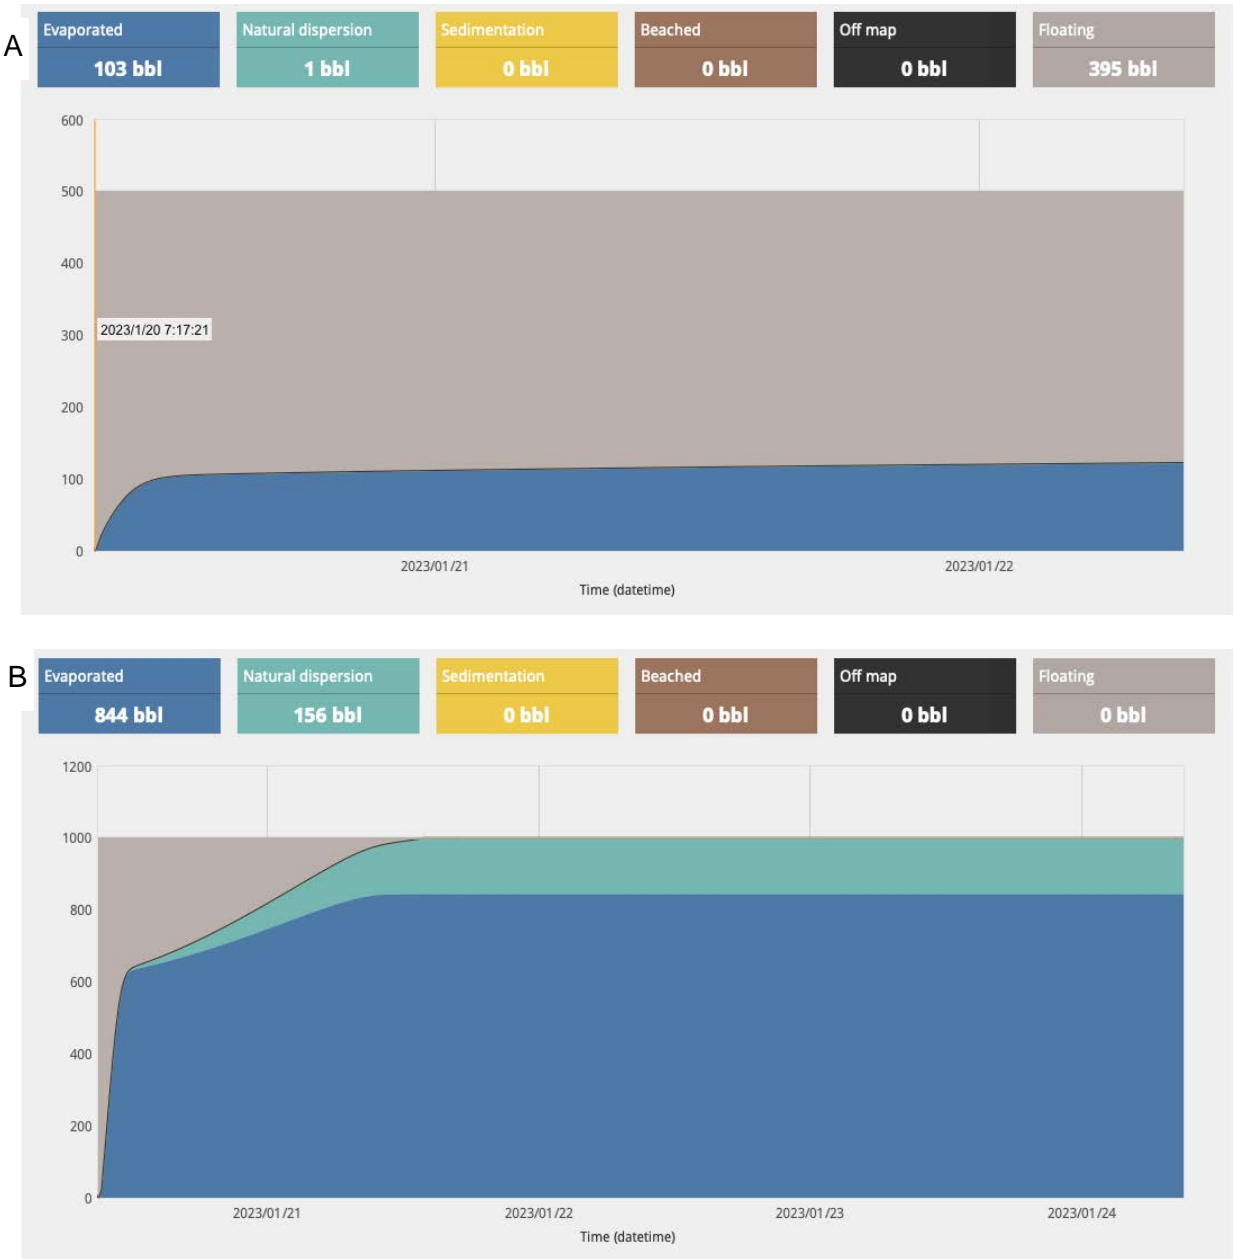 A
Evaporated Natural dispersion Sedimentation Beached Off map Floating
103 bbl 1 bbl 0 bbl 0 bbl 0 bbl 395 bbl
600
500
400
300
2023/1/20 7:17:21
200
100
0
2023/01/21 2023/01/22
Time (datetime)
B
Evaporated Natural dispersion Sedimentation Beached Off map Floating
844 bbl 156 bbl 0 bbl 0 bbl 0 bbl 0 bbl
1200
1000
800
600
400
200
0
2023/01/21 2023/01/22 2023/01/23 2023/01/24
Time (datetime)